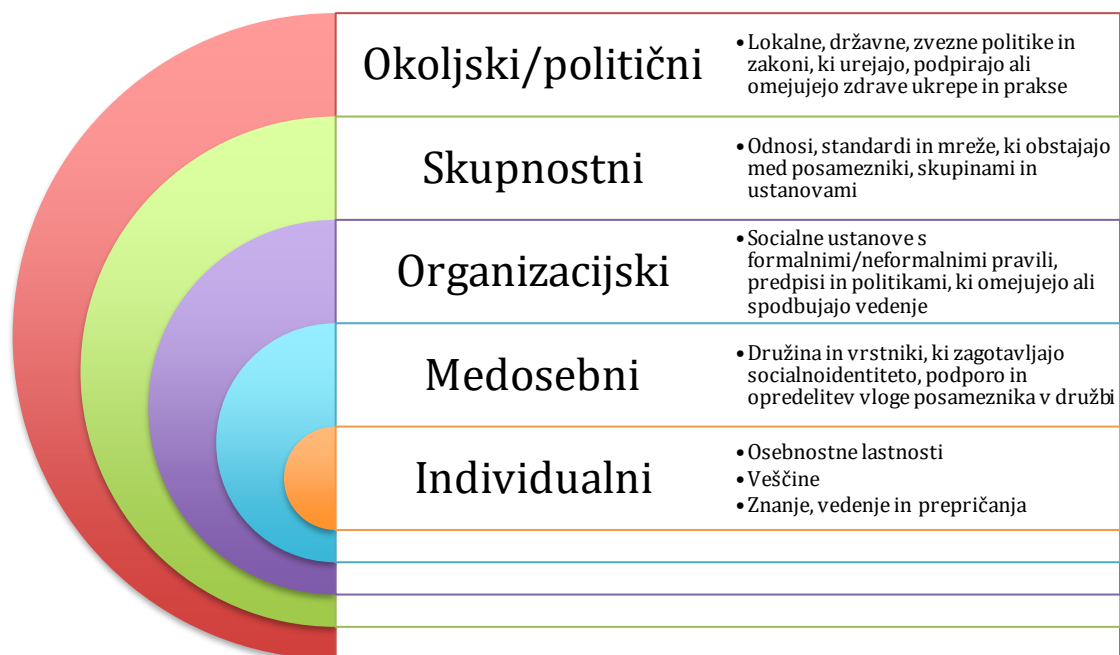 Okoljski/politični
• Lokalne, državne, zvezne politike in
zakoni, ki urejajo, podpirajo ali
omejujejo zdrave ukrepe in prakse
Skupnostni
• Odnosi, standardi in mreže, ki obstajajo
med posamezniki, skupinami in
ustanovami
Organizacijski
• Socialne ustanove s
formalnimi/neformalnimi pravili,
predpisi in politikami, ki omejujejo ali
spodbujajo vedenje
Medosebni
• Družina in vrstniki, ki zagotavljajo
socialnoidentiteto, podporo in
opredelitev vloge posameznika v družbi
Individualni
• Osebnostne lastnosti
• Veščine
• Znanje, vedenje in prepričanja